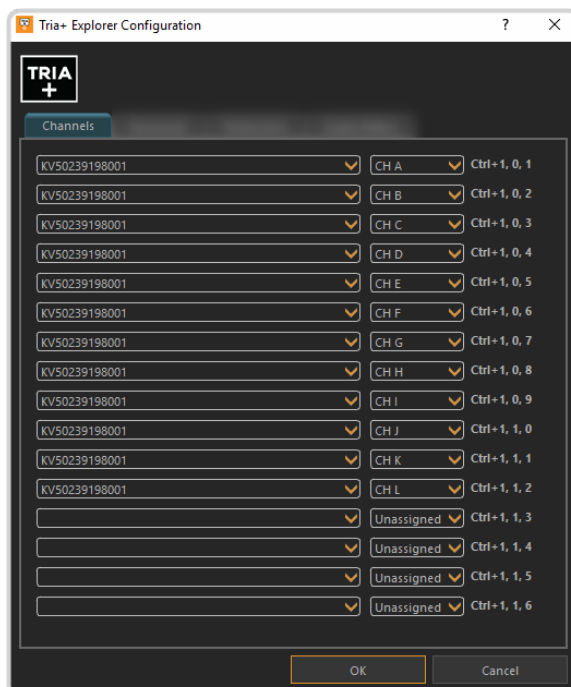 Tria+ Explorer Configuration ?
TRIA
+
Channels
KV50239198001 CH A Ctrl+1, 0, 1
KV50239198001 CH B Ctrl+1, 0, 2
KV50239198001 CH C Ctrl+1, 0, 3
KV50239198001 CH D Ctrl+1, 0, 4
KV50239198001 CH E Ctrl+1, 0, 5
KV50239198001 CH F Ctrl+1, 0, 6
KV50239198001 CH G Ctrl+1, 0, 7
KV50239198001 CH H Ctrl+1, 0, 8
KV50239198001 CH I Ctrl+1, 0, 9
KV50239198001 CH J Ctrl+1, 1, 0
KV50239198001 CH K Ctrl+1, 1, 1
KV50239198001 CH L Ctrl+1, 1, 2
Unassigned Ctrl+1, 1, 3
Unassigned Ctrl+1, 1, 4
Unassigned Ctrl+1, 1, 5
Unassigned Ctrl+1, 1, 6
OK Cancel